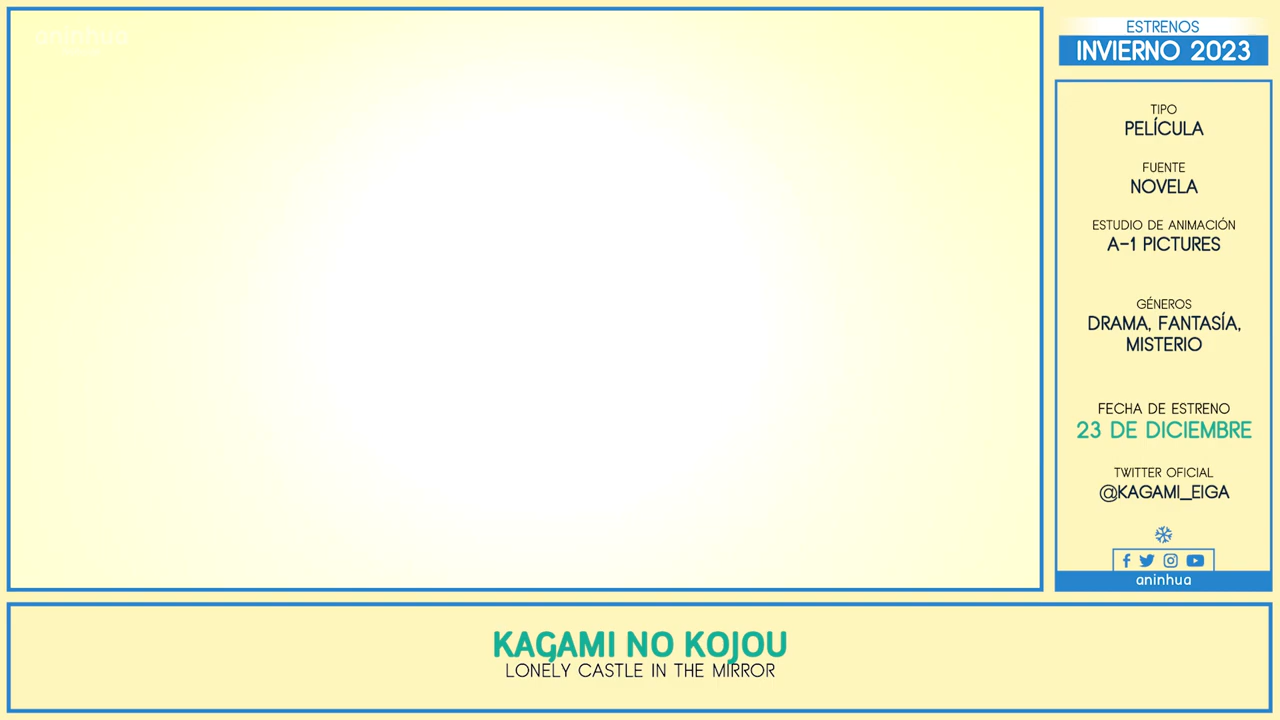 aninhua
ESTRENOS
INVIERNO 2023
TIPO
PELÍCULA
FUENTE
NOVELA
ESTUDIO DE ANIMACIÓN
A-1 PICTURES
GÉNEROS
DRAMA, FANTASÍA,
MISTERIO
FECHA DE ESTRENO
23 DE DICIEMBRE
TWITTER OFICIAL
@KAGAMI_EIGA
aninhua
KAGAMI NO KOJOU
LONELY CASTLE IN THE MIRROR